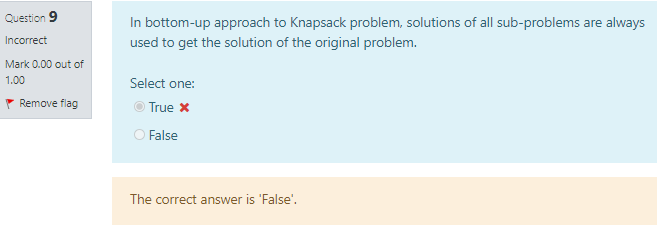 Question 9
Incorrect
Mark 0.00 out of
1.00
Remove flag
In bottom-up approach to Knapsack problem, solutions of all sub-problems are always
used to get the solution of the original problem.
Select one:
True
False
The correct answer is 'False'.